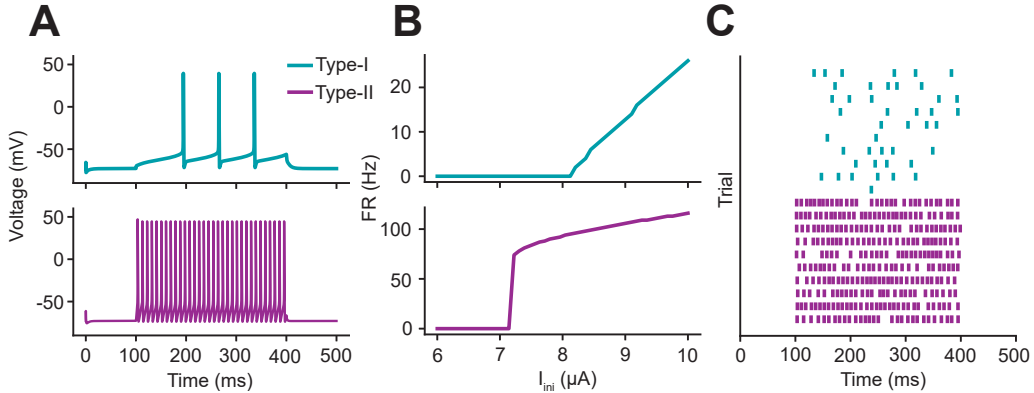 A
B
C
Voltage (mV)
50
0
-50
Type-I
Type-II
50
0
-50
0 100 200 300 400 500
Time (ms)
FR (Hz)
20
10
0
100
50
0
6 7 8 9 10
I_ini (µA)
Trial
0 100 200 300 400 500
Time (ms)